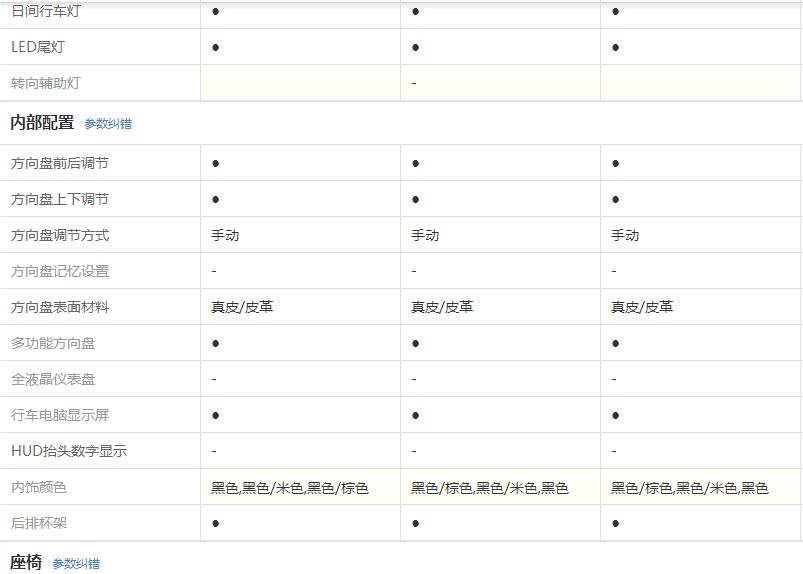 日间行车灯 ● ● ●
LED尾灯 ● ● ●
转向辅助灯 -
内部配置 参数纠错
方向盘前后调节 ● ● ●
方向盘上下调节 ● ● ●
方向盘调节方式 手动 手动 手动
方向盘记忆设置 - - -
方向盘表面材料 真皮/皮革 真皮/皮革 真皮/皮革
多功能方向盘 ● ● ●
全液晶仪表盘 - - -
行车电脑显示屏 ● ● ●
HUD抬头数字显示 - - -
内饰颜色 黑色,黑色/米色,黑色/棕色 黑色/棕色,黑色/米色,黑色 黑色/棕色,黑色/米色,黑色
后排杯架 ● ● ●
座椅 参数纠错